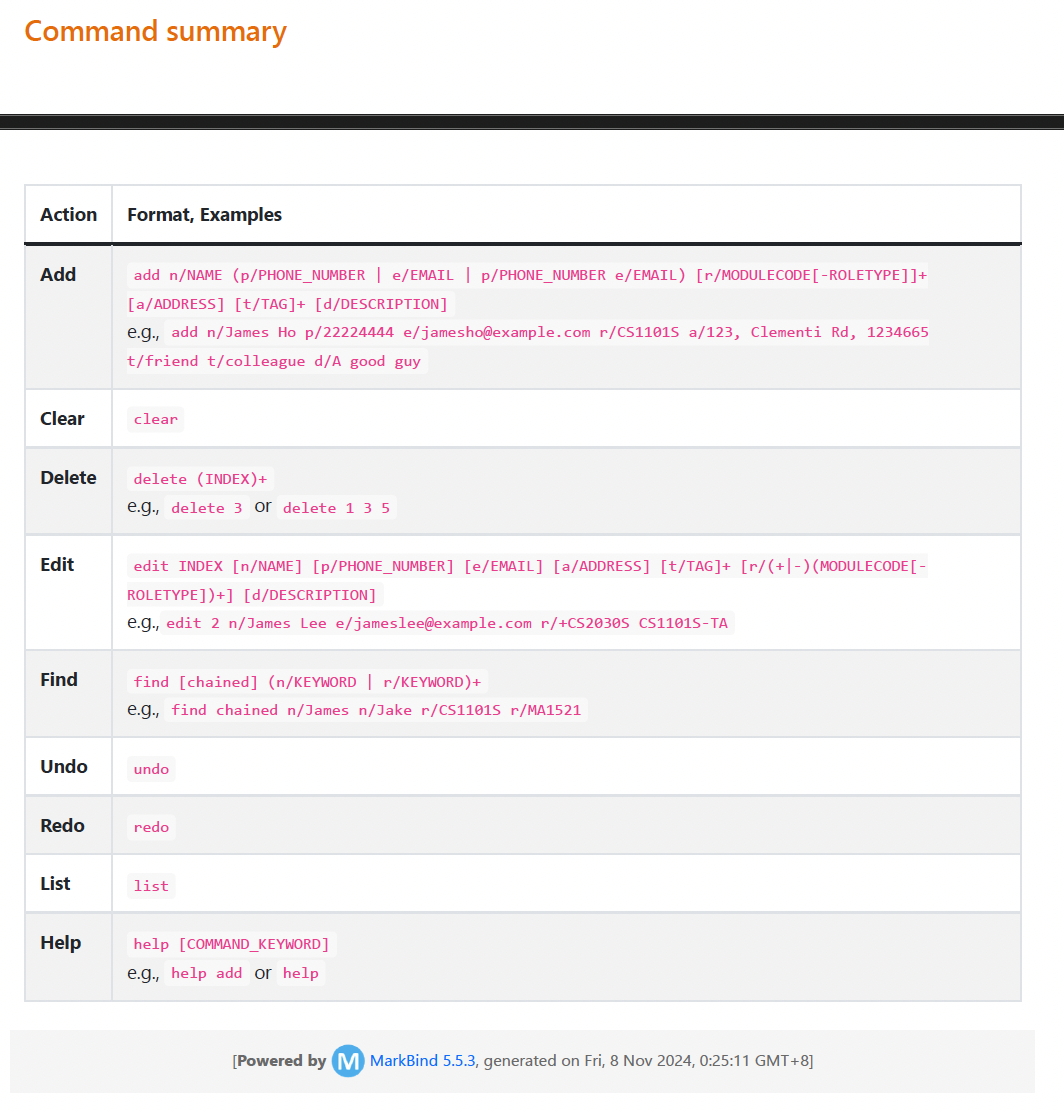 Command summary
Action Format, Examples
Add add n/NAME (p/PHONE_NUMBER | e/EMAIL | p/PHONE_NUMBER e/EMAIL) [r/MODULECODE[-ROLETYPE]]+
[a/ADDRESS] [t/TAG]+ [d/DESCRIPTION]
e.g., add n/James Ho p/22224444 e/jamesho@example.com r/CS1101S a/123, Clementi Rd, 1234665
t/friend t/colleague d/A good guy
Clear clear
Delete delete (INDEX)+
e.g., delete 3 or delete 1 3 5
Edit edit INDEX [n/NAME] [p/PHONE_NUMBER] [e/EMAIL] [a/ADDRESS] [t/TAG]+ [r/(+|-)(MODULECODE[-
ROLETYPE])+] [d/DESCRIPTION]
e.g., edit 2 n/James Lee e/jameslee@example.com r/+CS2030S CS1101S-TA
Find find [chained] (n/KEYWORD | r/KEYWORD)+
e.g., find chained n/James n/Jake r/CS1101S r/MA1521
Undo undo
Redo redo
List list
Help help [COMMAND_KEYWORD]
e.g., help add or help
[Powered by M MarkBind 5.5.3, generated on Fri, 8 Nov 2024, 0:25:11 GMT+8]